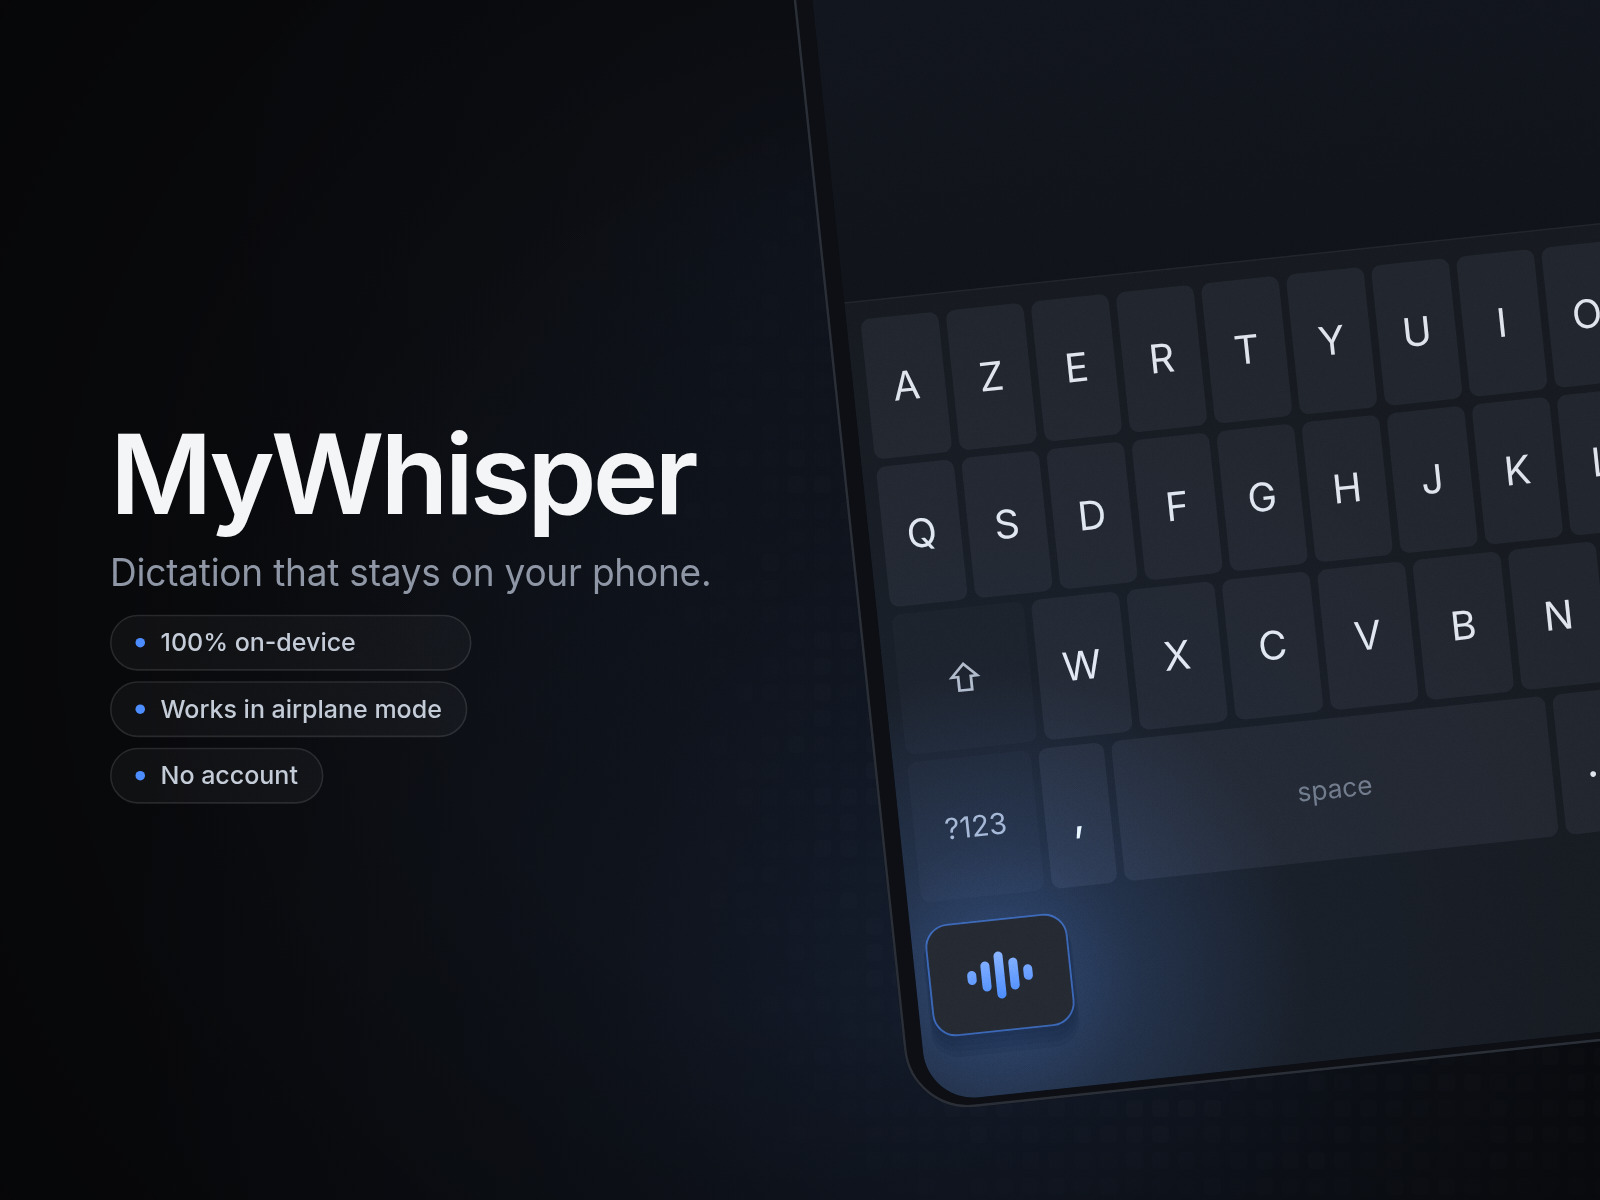 MyWhisper
Dictation that stays on your phone.
100% on-device
Works in airplane mode
No account
A Z E R T Y U I O
Q S D F G H J K L
W X C V B N
?123 , space .